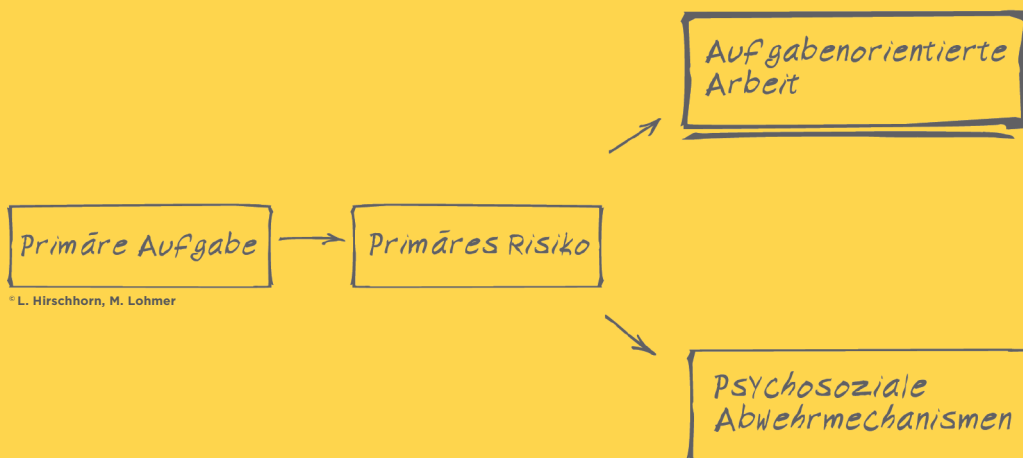 Aufgabenorientierte
Arbeit
Primäre Aufgabe
Primäres Risiko
© L. Hirschhorn, M. Lohmer
Psychosoziale
Abwehrmechanismen